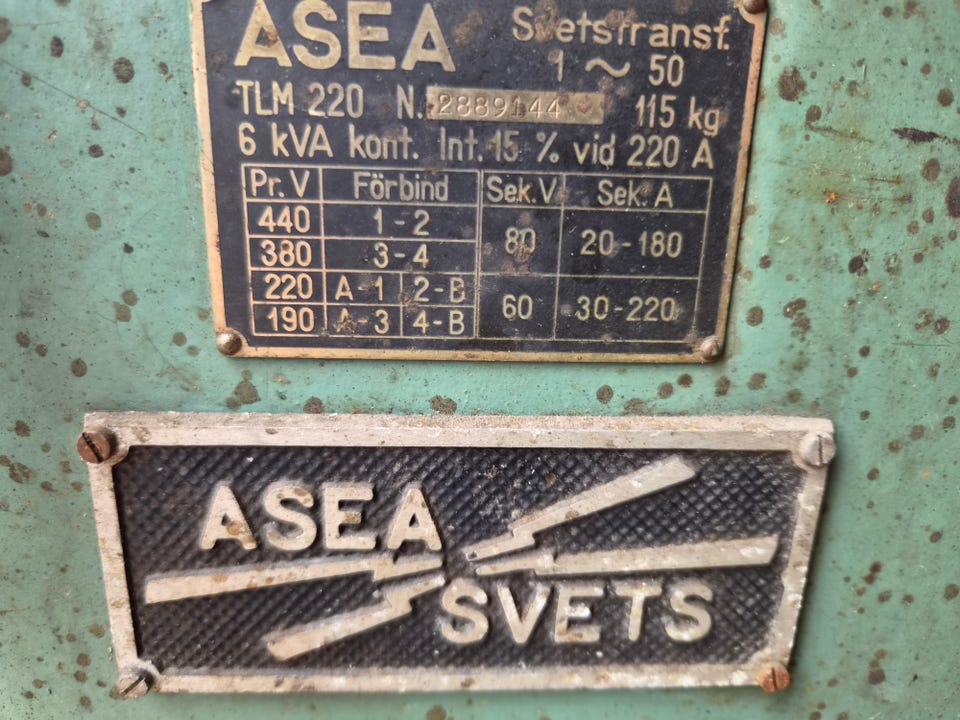 ASEA Svetstransf.
1 ~ 50
TLM 220 N. 2889144 115 kg
6 kVA kont. Int. 15 % vid 220 A
Pr. V Förbind Sek. V Sek. A
440 1-2 80 20-180
380 3-4
220 A-1 2-B 60 30-220
190 A-3 4-B
ASEA
SVETS